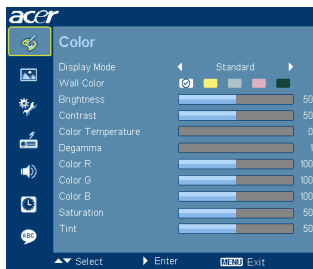 acer
Color
Display Mode Standard
Wall Color
Brightness 50
Contrast 50
Color Temperature 0
Degamma 1
Color R 100
Color G 100
Color B 100
Saturation 50
Tint 50
ABC
Select Enter MENU Exit